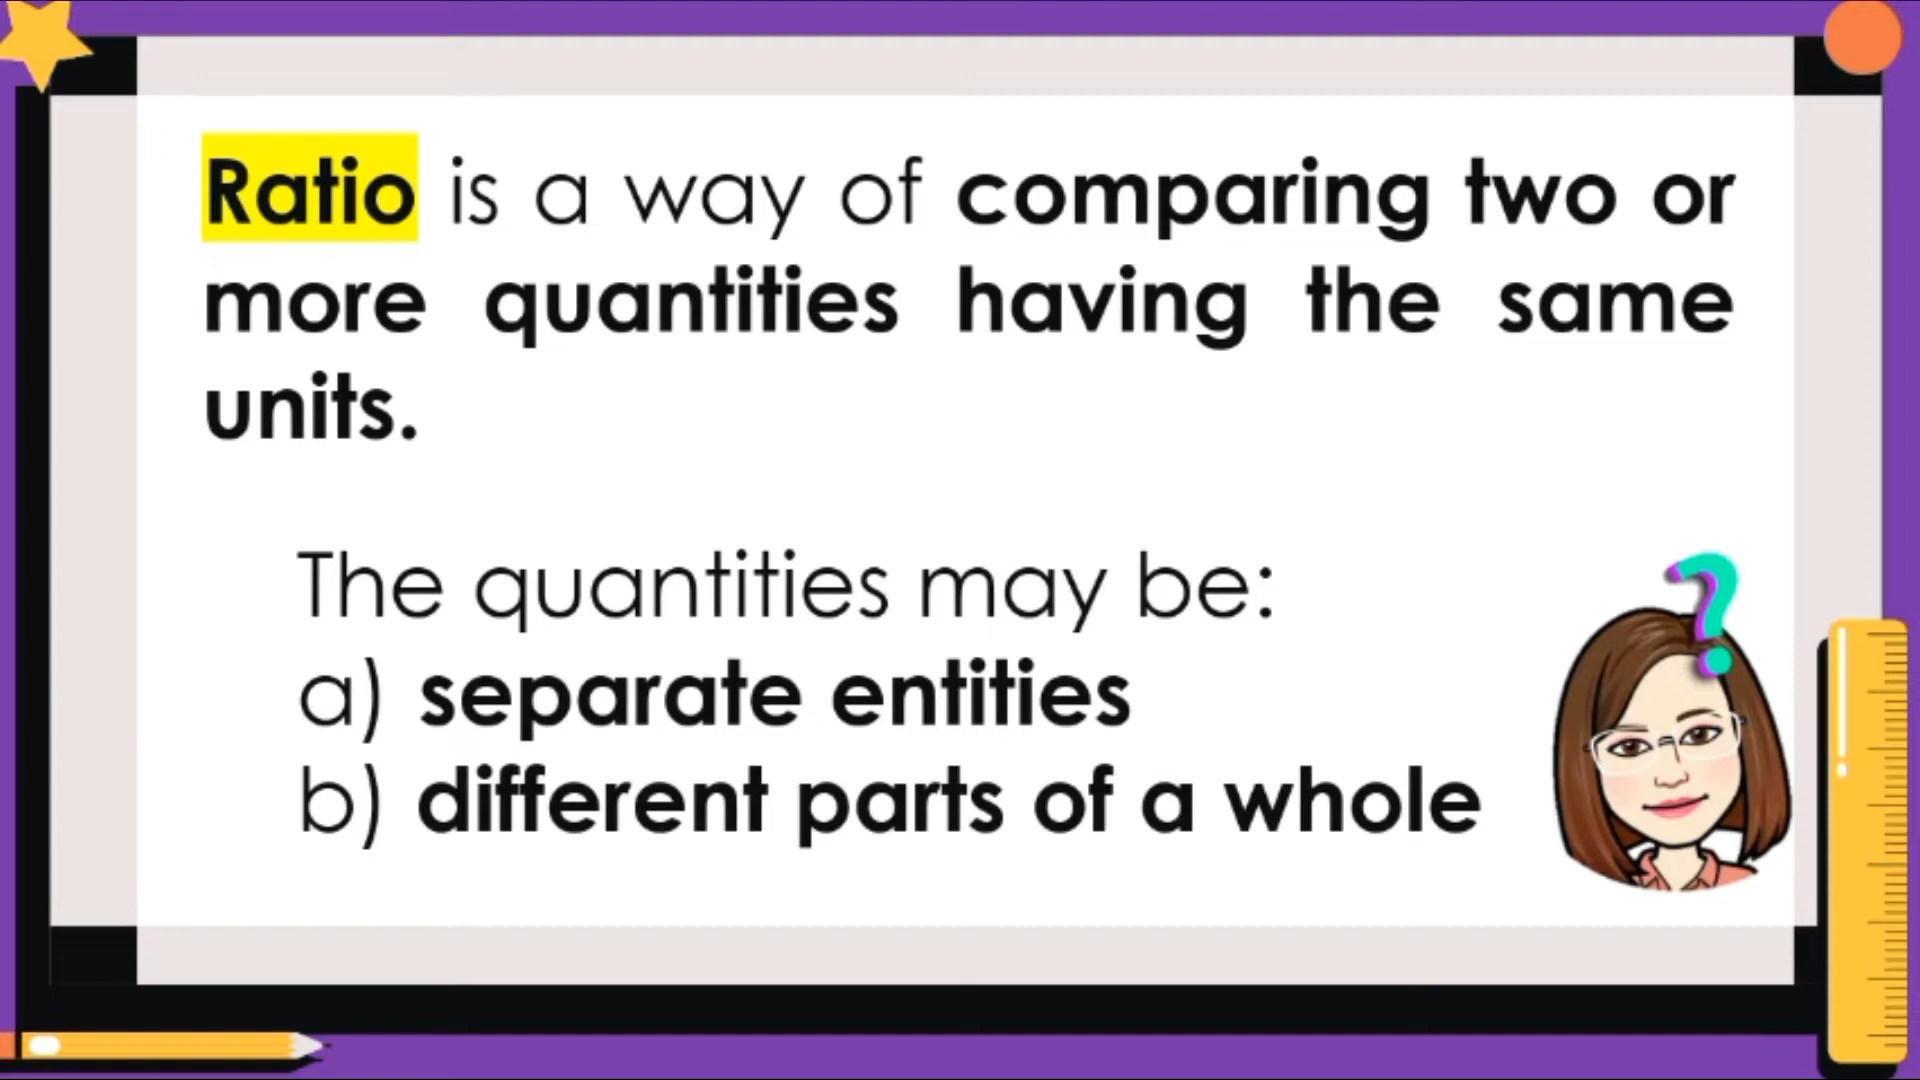 Ratio is a way of comparing two or
more quantities having the same
units.
The quantities may be:
a) separate entities
b) different parts of a whole
?